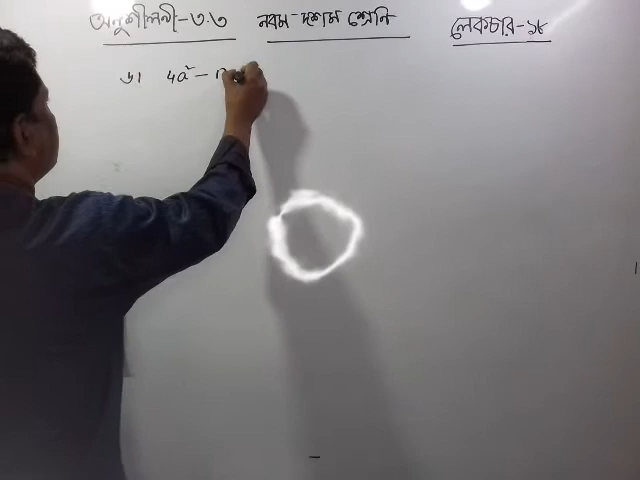 অনুশীলনী-৩.৩ নবম-দশম শ্রেনি লেকচার-১৮
৬। 4a² -